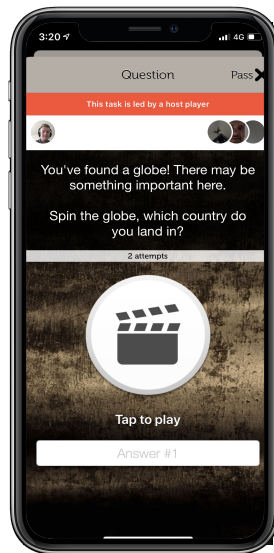 3:20 4G
Question Pass
This task is led by a host player
You've found a globe! There may be
something important here.
Spin the globe, which country do
you land in?
2 attempts
Tap to play
Answer #1